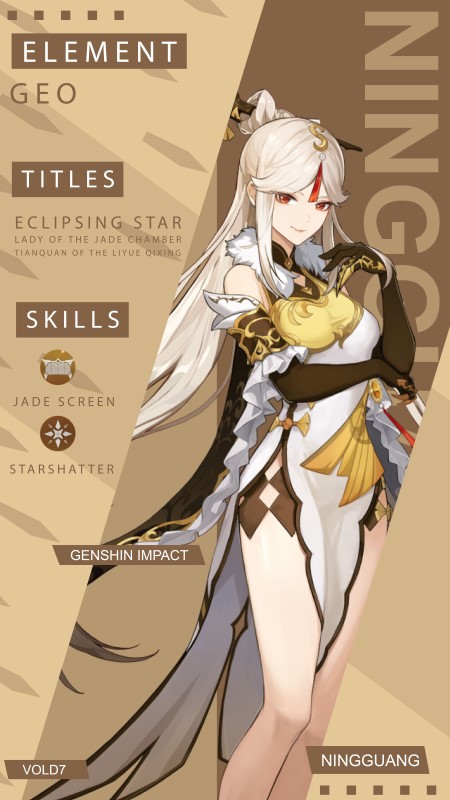 ELEMENT
GEO
TITLES
ECLIPSING STAR
LADY OF THE JADE CHAMBER
TIANQUAN OF THE LIYUE QIXING
SKILLS
JADE SCREEN
STARSHATTER
GENSHIN IMPACT
VOLD7
NINGGUANG
NINGGU